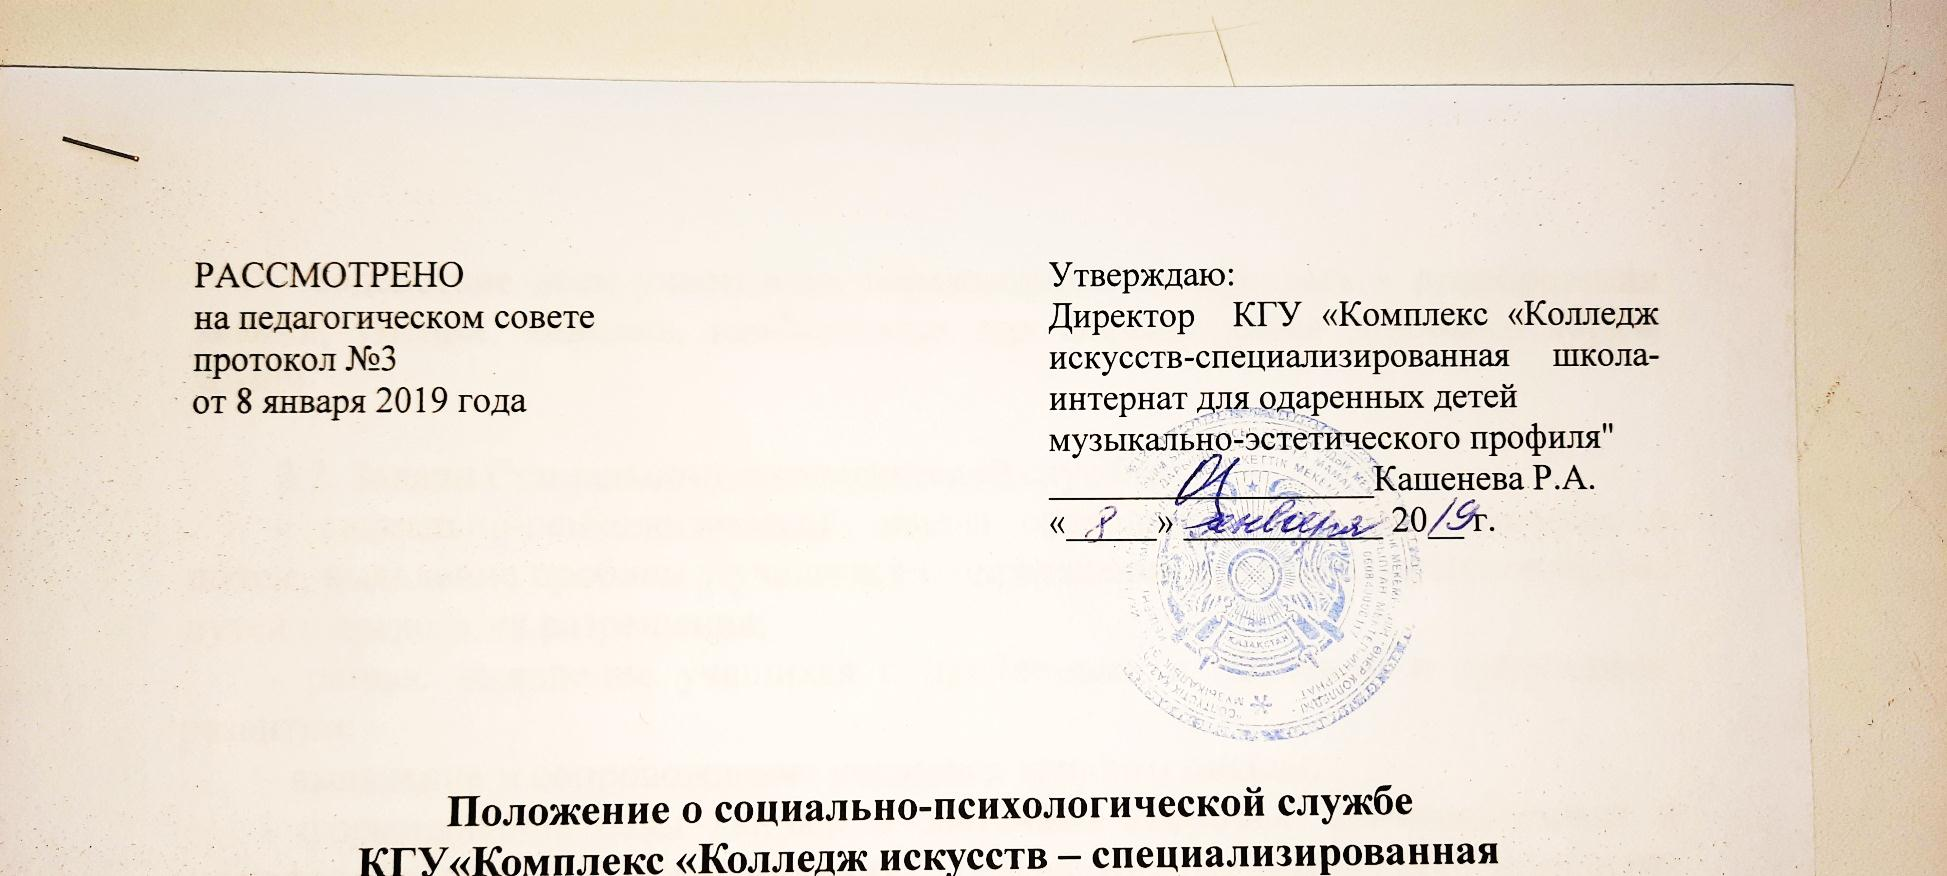 РАССМОТРЕНО
на педагогическом совете
протокол №3
от 8 января 2019 года
Утверждаю:
Директор КГУ «Комплекс «Колледж
искусств-специализированная школа-
интернат для одаренных детей
музыкально-эстетического профиля"
Кашенева Р.А.
« 8 » января 2019г.
ҚАЗАҚСТАН
Положение о социально-психологической службе
КГУ«Комплекс «Колледж искусств – специализированная